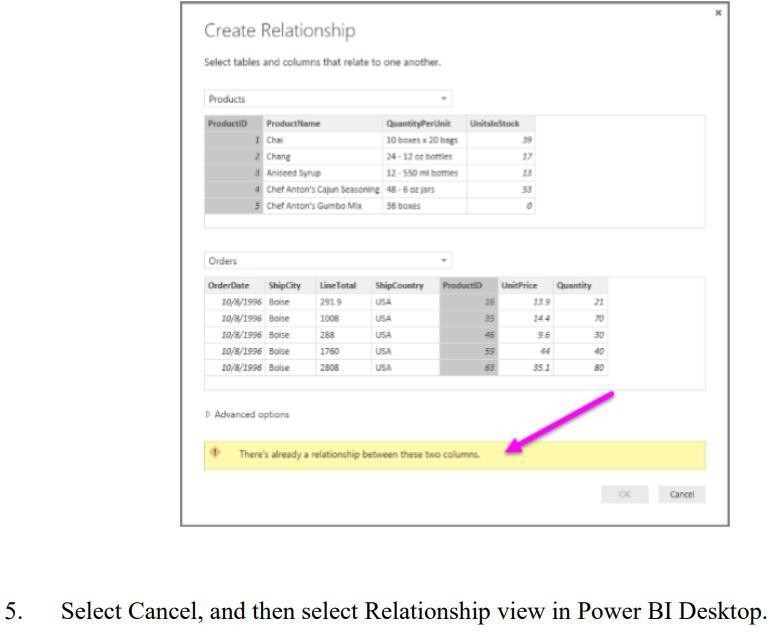 Create Relationship
Select tables and columns that relate to one another.
Products
ProductID ProductName QuantityPerUnit UnitsInStock
1 Chai 10 boxes x 20 bags 39
2 Chang 24 - 12 oz bottles 17
3 Aniseed Syrup 12 - 550 ml bottles 13
4 Chef Anton's Cajun Seasoning 48 - 6 oz jars 53
5 Chef Anton's Gumbo Mix 36 boxes 0
Orders
OrderDate ShipCity LineTotal ShipCountry ProductID UnitPrice Quantity
10/8/1996 Boise 291.9 USA 16 13.9 21
10/8/1996 Boise 1008 USA 35 14.4 70
10/8/1996 Boise 288 USA 46 9.6 30
10/8/1996 Boise 1760 USA 59 44 40
10/8/1996 Boise 2808 USA 63 35.1 80
Advanced options
There's already a relationship between these two columns.
OK Cancel
5. Select Cancel, and then select Relationship view in Power BI Desktop.